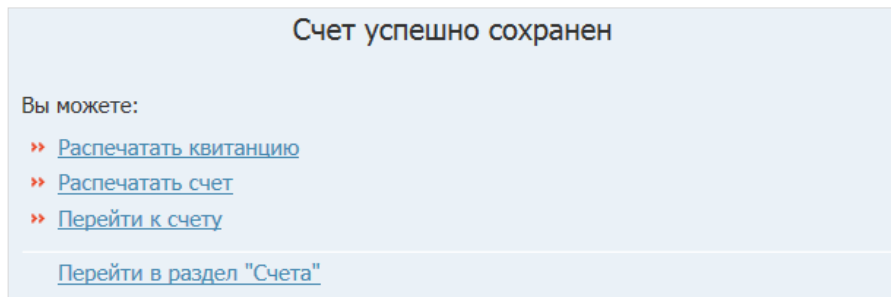 Счет успешно сохранен
Вы можете:
Распечатать квитанцию
Распечатать счет
Перейти к счету
Перейти в раздел "Счета"